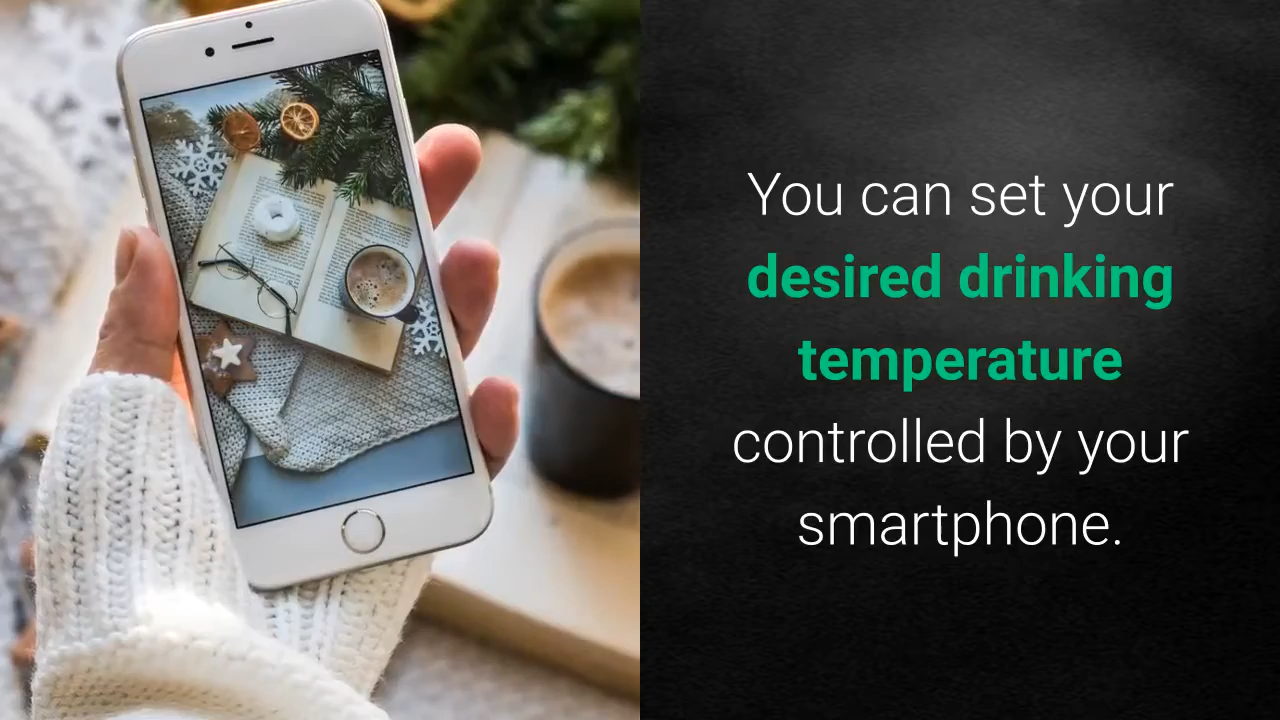 You can set your
desired drinking
temperature
controlled by your
smartphone.